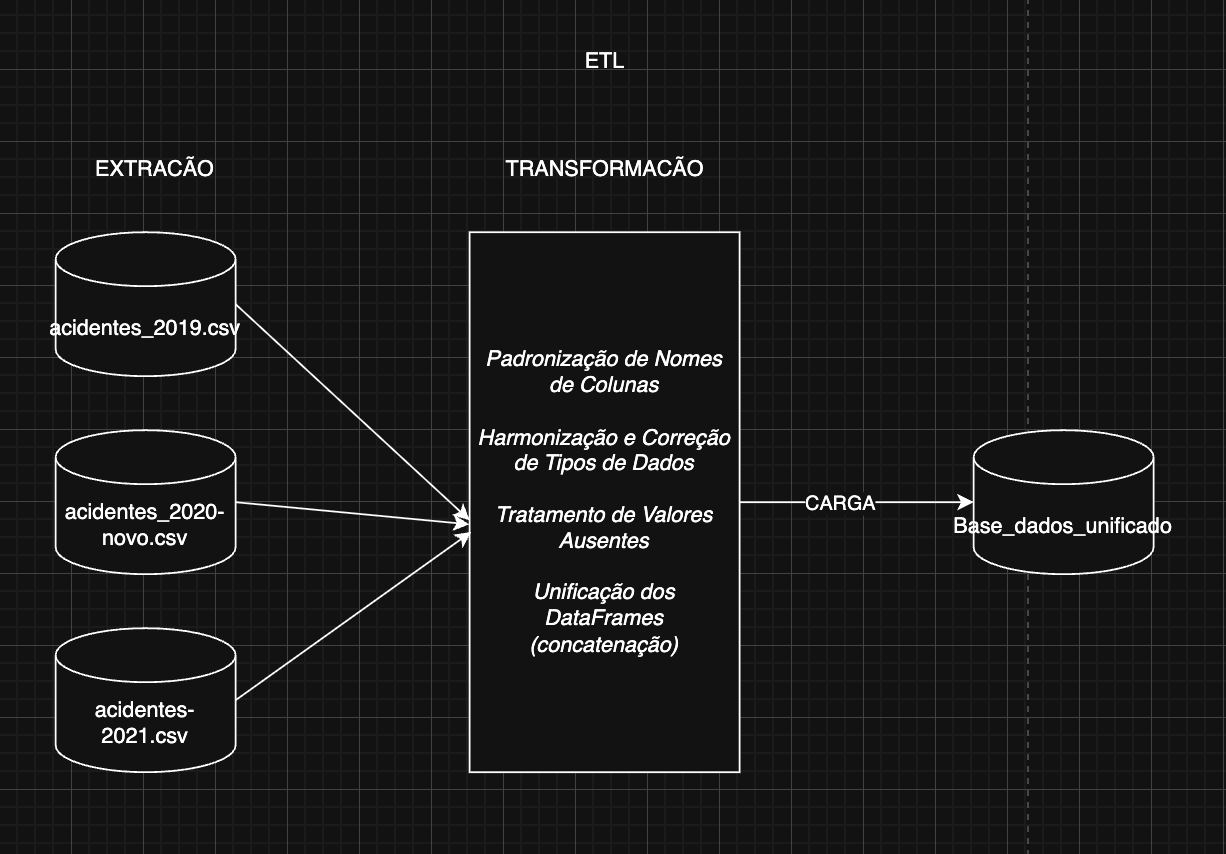 ETL
EXTRACÃO
TRANSFORMACÃO
acidentes_2019.csv
acidentes_2020-
novo.csv
acidentes-
2021.csv
Padronização de Nomes
de Colunas
Harmonização e Correção
de Tipos de Dados
Tratamento de Valores
Ausentes
Unificação dos
DataFrames
(concatenação)
CARGA
Base_dados_unificado